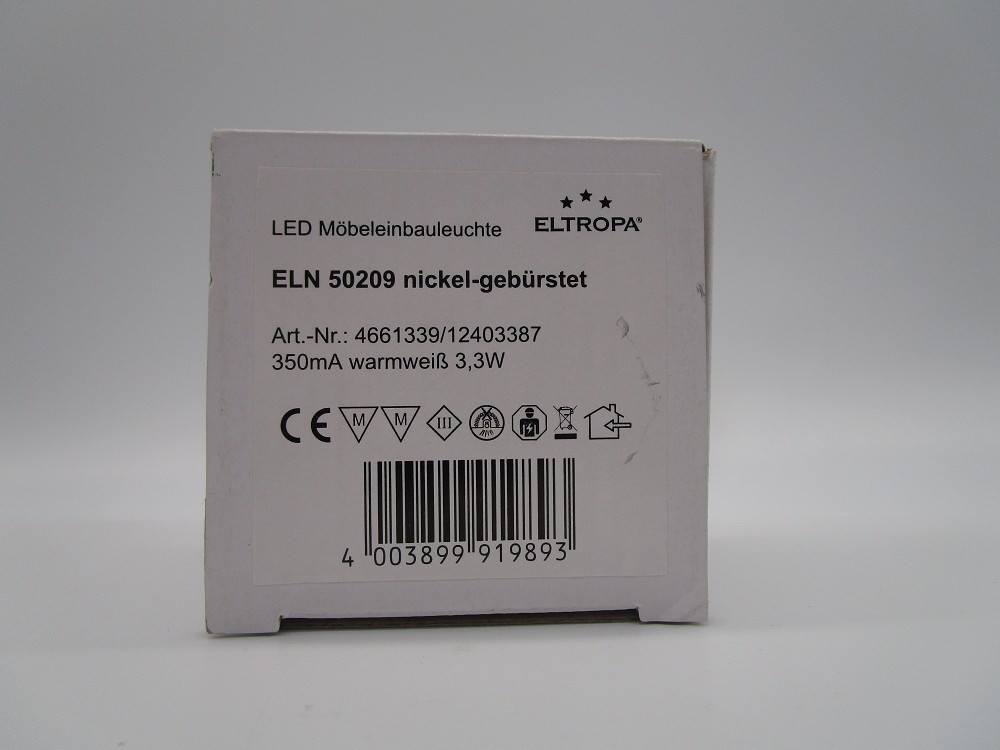 LED Möbeleinbauleuchte
ELTROPA®
ELN 50209 nickel-gebürstet
Art.-Nr.: 4661339/12403387
350mA warmweiß 3,3W
CE M M III
4 003899 919893